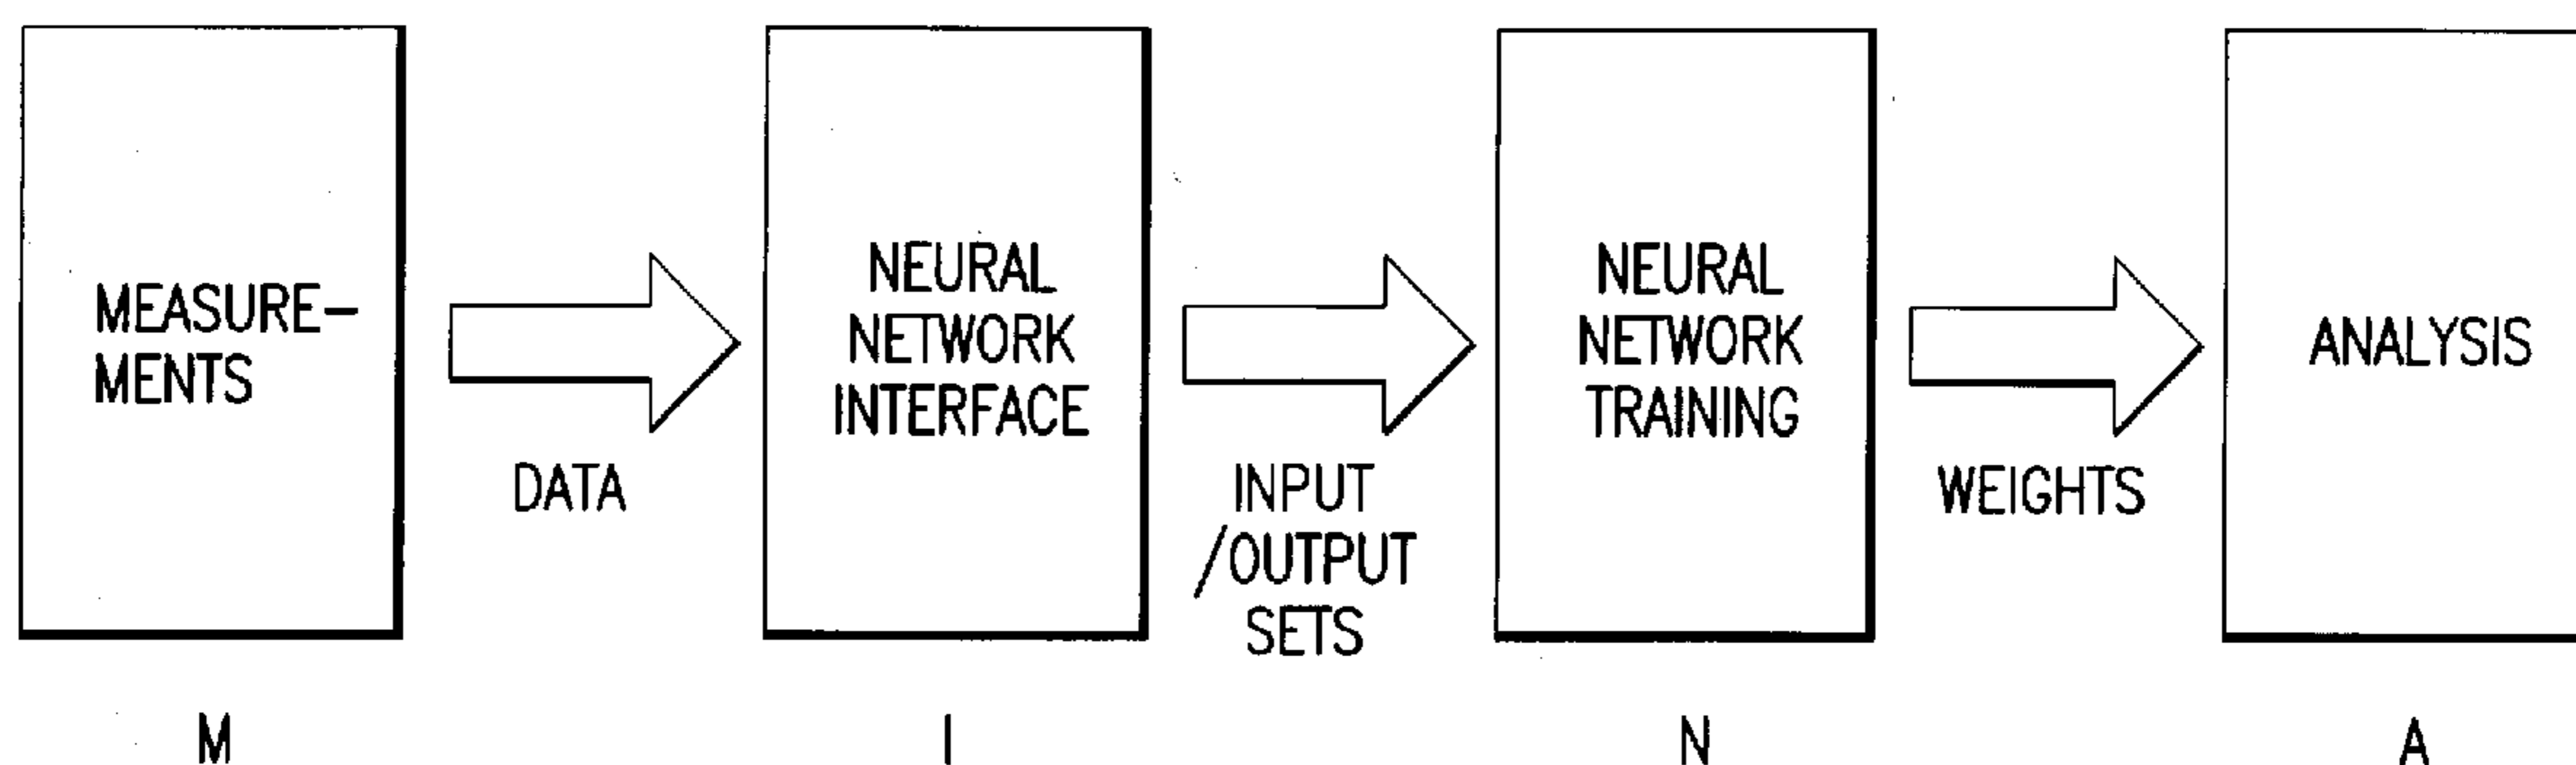 MEASURE-
MENTS
DATA
NEURAL
NETWORK
INTERFACE
INPUT
/OUTPUT
SETS
NEURAL
NETWORK
TRAINING
WEIGHTS
ANALYSIS
M
I
N
A